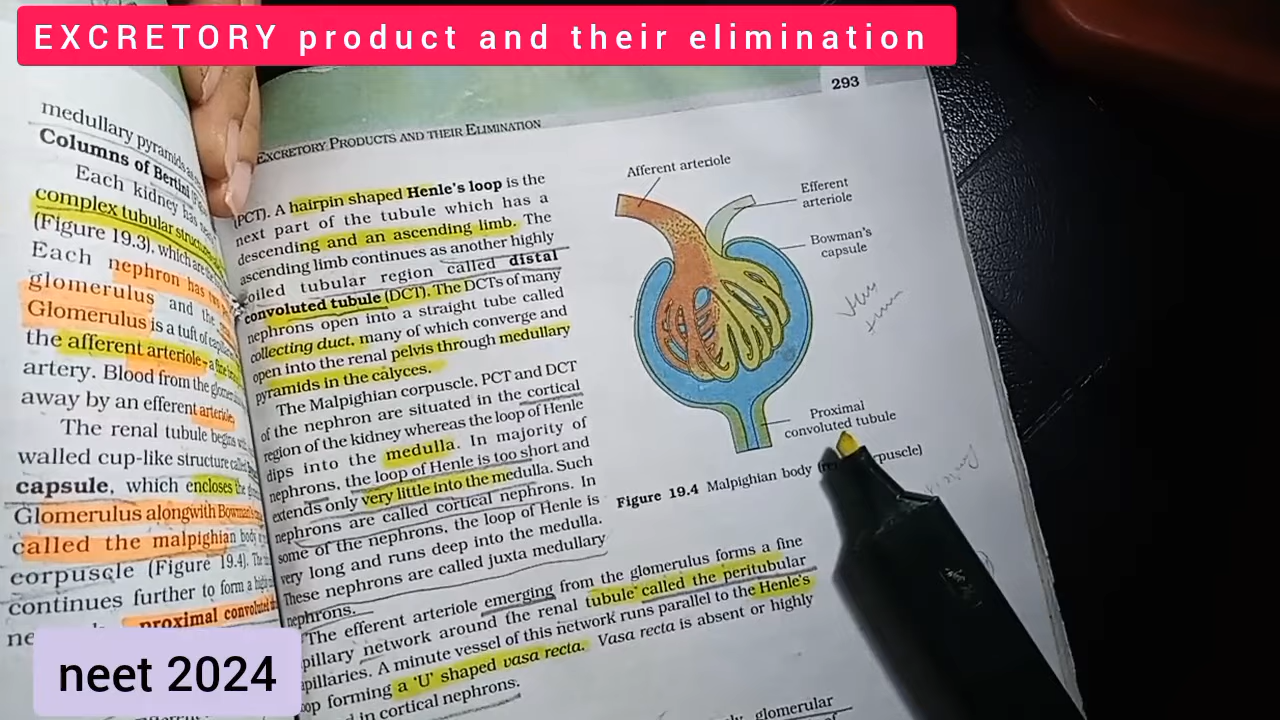 EXCRETORY product and their elimination
medullary pyramids
Columns of Bertini
Each kidney has
complex tubular structures
(Figure 19.3), which are the
Each nephron has two
glomerulus and the
Glomerulus is a tuft of
the afferent arteriole – a fine
artery. Blood from the
away by an efferent arteriole.
The renal tubule begins
walled cup-like structure called
capsule, which encloses the
Glomerulus alongwith Bowman's
called the malpighian body
corpuscle (Figure 19.4). The
continues further to form a
proximal convoluted
neet 2024
293
EXCRETORY PRODUCTS AND THEIR ELIMINATION
(PCT). A hairpin shaped Henle's loop is the
next part of the tubule which has a
descending and an ascending limb. The
ascending limb continues as another highly
oiled tubular region called distal
convoluted tubule (DCT). The DCTs of many
nephrons open into a straight tube called
collecting duct, many of which converge and
open into the renal pelvis through medullary
pyramids in the calyces.
The Malpighian corpuscle, PCT and DCT
of the nephron are situated in the cortical
region of the kidney whereas the loop of Henle
dips into the medulla. In majority of
nephrons, the loop of Henle is too short and
extends only very little into the medulla. Such
nephrons are called cortical nephrons. In
some of the nephrons, the loop of Henle is
very long and runs deep into the medulla.
These nephrons are called juxta medullary
nephrons.
The efferent arteriole emerging from the glomerulus forms a fine
pillary network around the renal tubule called the peritubular
pillaries. A minute vessel of this network runs parallel to the Henle's
op forming a 'U' shaped vasa recta. Vasa recta is absent or highly
d in cortical nephrons.
glomerular
Afferent arteriole
Efferent
arteriole
Bowman's
capsule
Proximal
convoluted tubule
Figure 19.4 Malpighian body (re puscle)